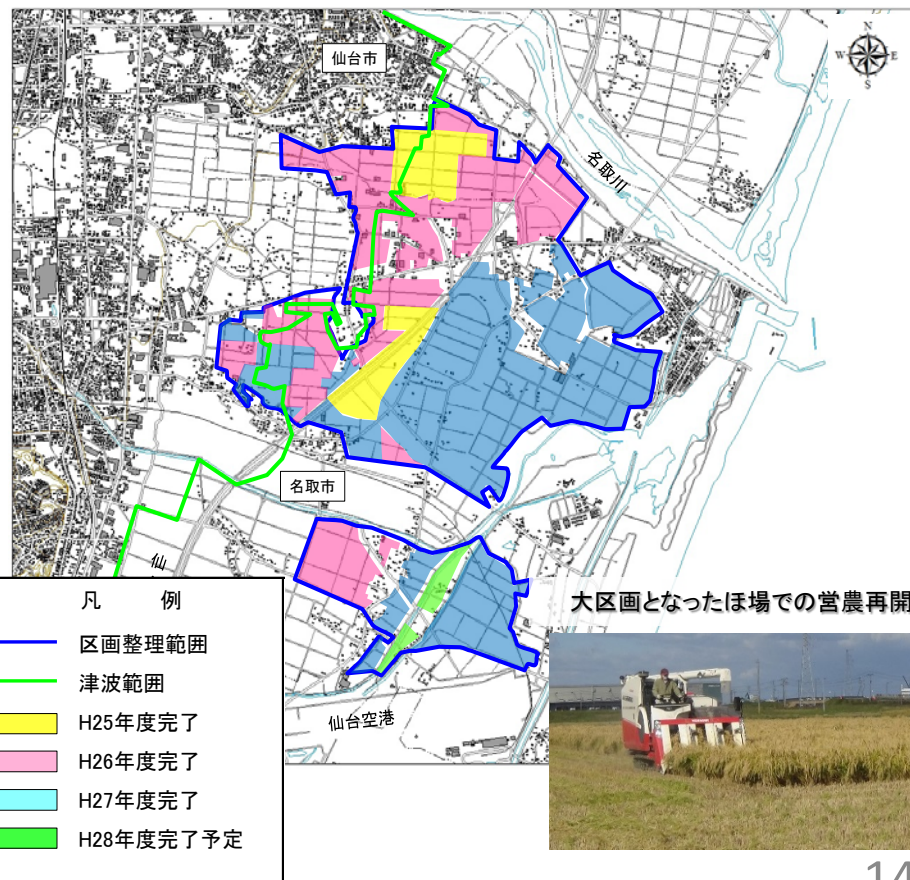 仙台市
N
W E
S
名取川
名取市
仙
仙台空港
大区画となったほ場での営農再開
凡 例
区画整理範囲
津波範囲
H25年度完了
H26年度完了
H27年度完了
H28年度完了予定
14